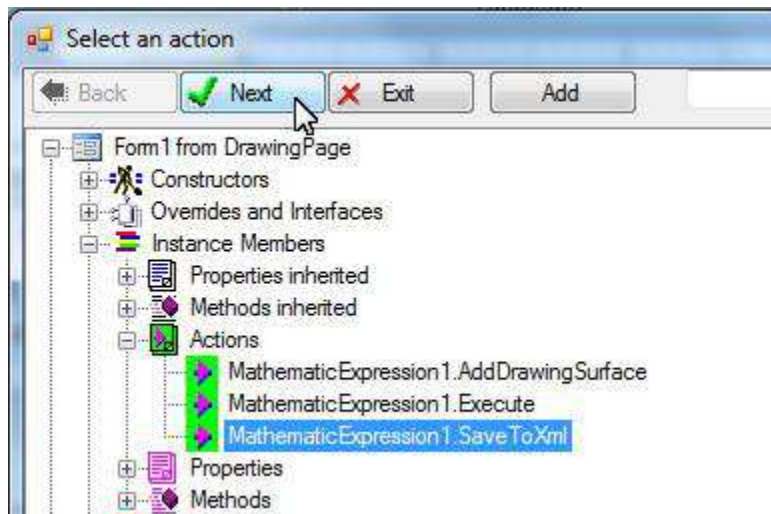 Select an action
Back Next Exit Add
Form1 from DrawingPage
Constructors
Overrides and Interfaces
Instance Members
Properties inherited
Methods inherited
Actions
MathematicExpression1.AddDrawingSurface
MathematicExpression1.Execute
MathematicExpression1.SaveToXml
Properties
Methods